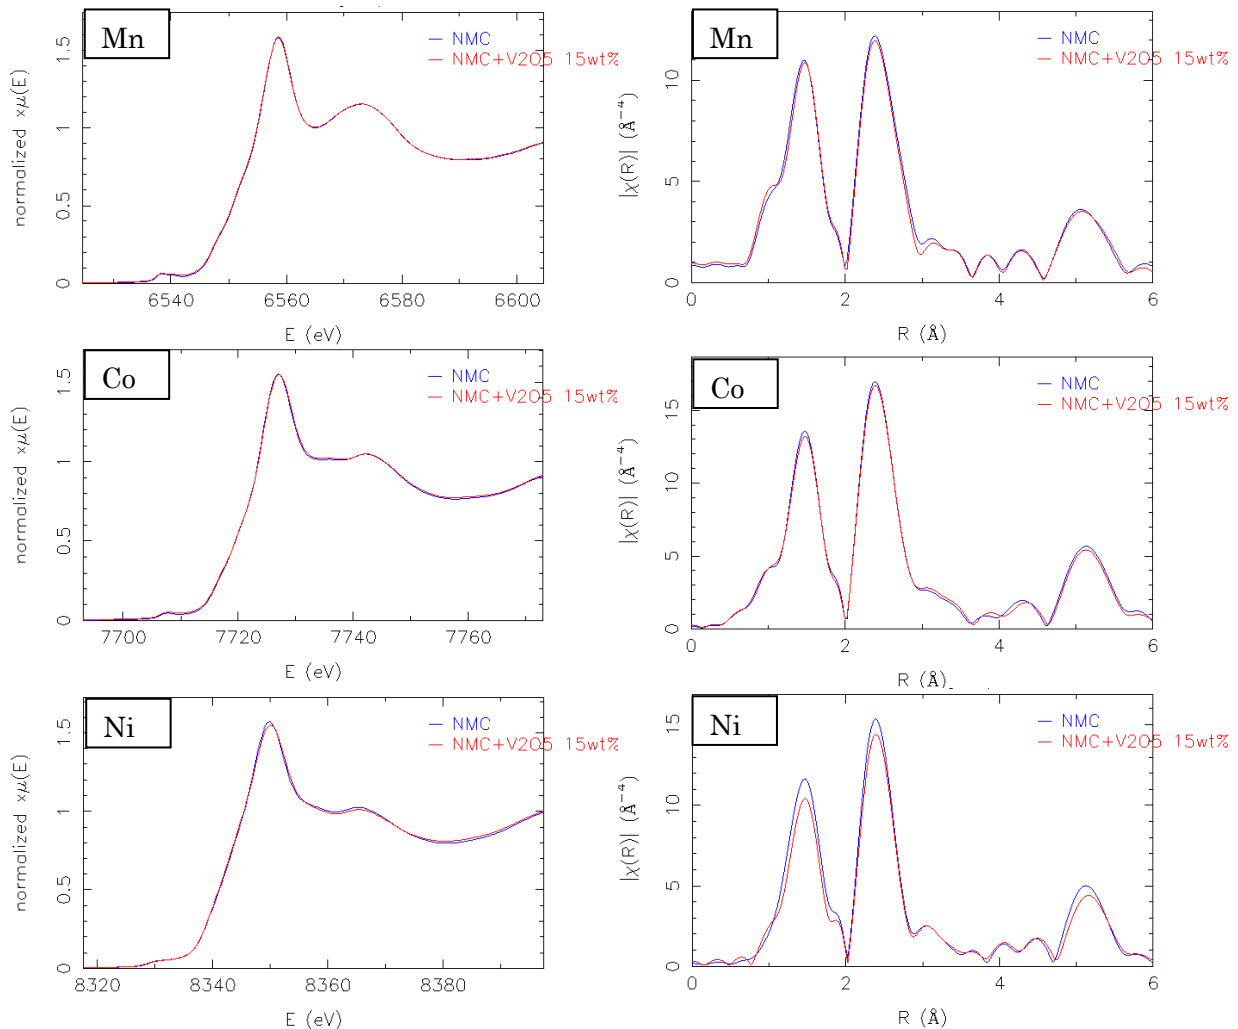 Mn
NMC
NMC+V2O5 15wt%
normalized xμ(E)
0 0.5 1 1.5
6540 6560 6580 6600
E (eV)
Mn
NMC
NMC+V2O5 15wt%
|χ(R)| (Å⁻⁴)
0 5 10
0 2 4 6
R (Å)
Co
NMC
NMC+V2O5 15wt%
normalized xμ(E)
0 0.5 1 1.5
7700 7720 7740 7760
E (eV)
Co
NMC
NMC+V2O5 15wt%
|χ(R)| (Å⁻⁴)
0 5 10 15
0 2 4 6
R (Å)
Ni
NMC
NMC+V2O5 15wt%
normalized xμ(E)
0 0.5 1 1.5
8320 8340 8360 8380
E (eV)
Ni
NMC
NMC+V2O5 15wt%
|χ(R)| (Å⁻⁴)
0 5 10 15
0 2 4 6
R (Å)